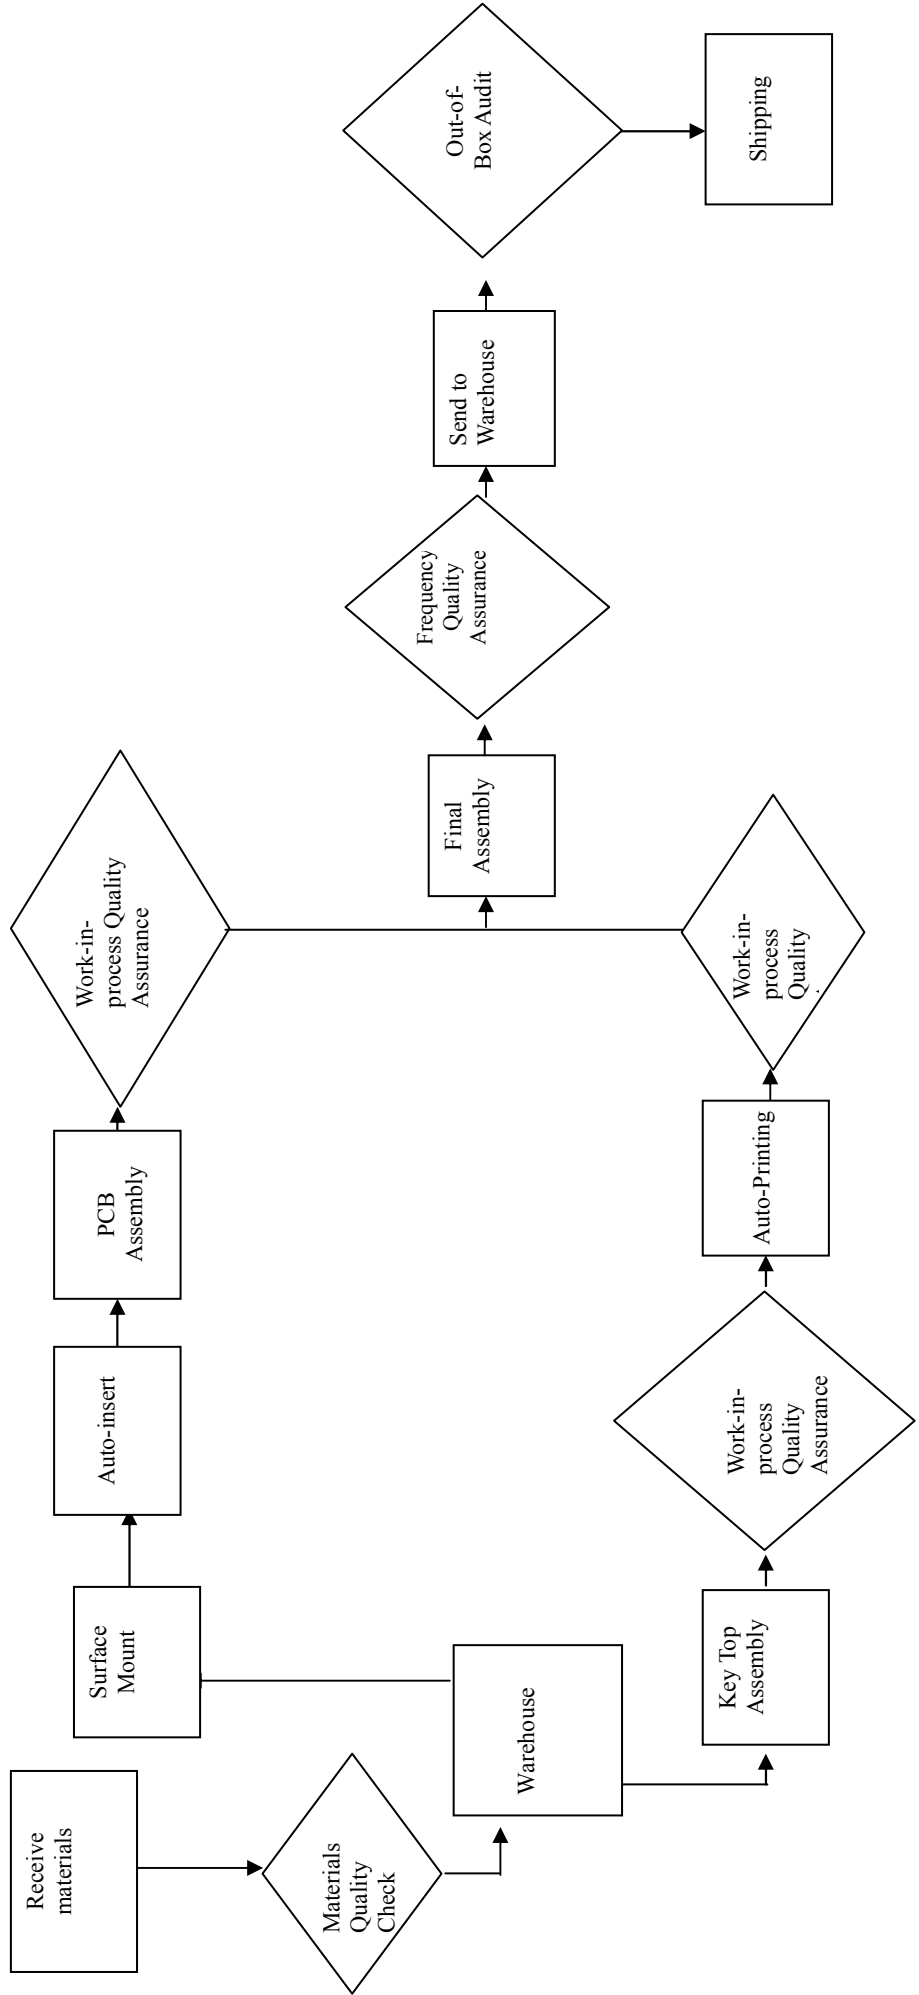 Receive
materials
Materials
Quality
Check
Warehouse
Surface
Mount
Auto-insert
PCB
Assembly
Work-in-
process Quality
Assurance
Key Top
Assembly
Work-in-
process
Quality
Assurance
Auto-Printing
Work-in-
process
Quality
Final
Assembly
Frequency
Quality
Assurance
Send to
Warehouse
Out-of-
Box Audit
Shipping